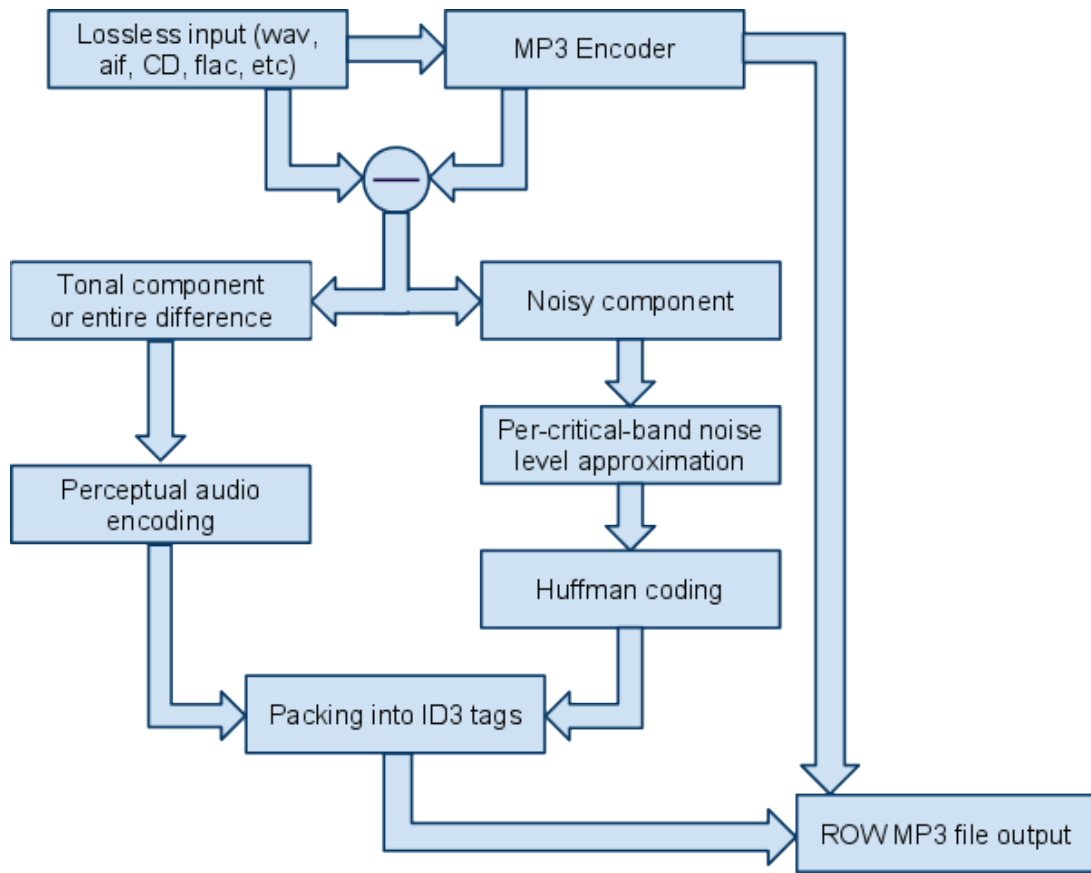 Lossless input (wav,
aif, CD, flac, etc)
MP3 Encoder
Tonal component
or entire difference
Noisy component
Per-critical-band noise
level approximation
Perceptual audio
encoding
Huffman coding
Packing into ID3 tags
ROW MP3 file output